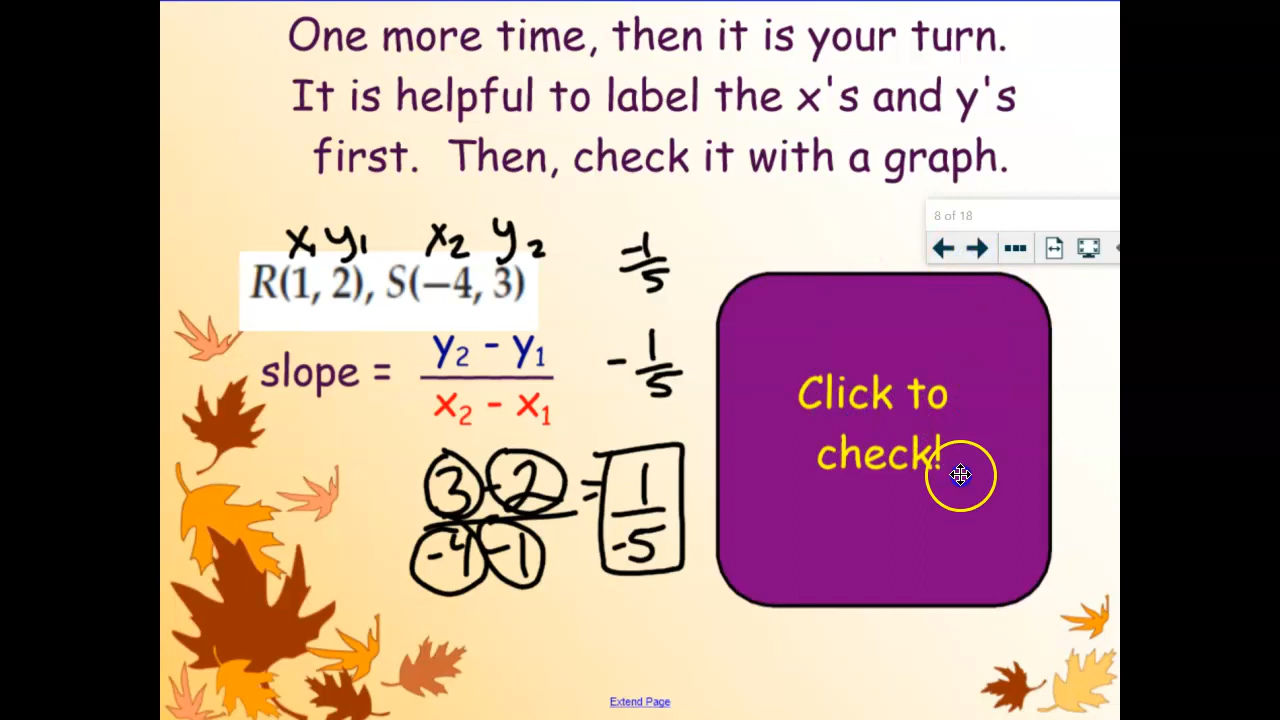 One more time, then it is your turn.
It is helpful to label the x's and y's
first. Then, check it with a graph.
8 of 18
x₁ y₁ x₂ y₂
R(1, 2), S(−4, 3)
-1/5
slope = y₂ - y₁ / x₂ - x₁
- 1/5
Click to
check!
3 - 2 / -4 - 1 = 1/-5
Extend Page